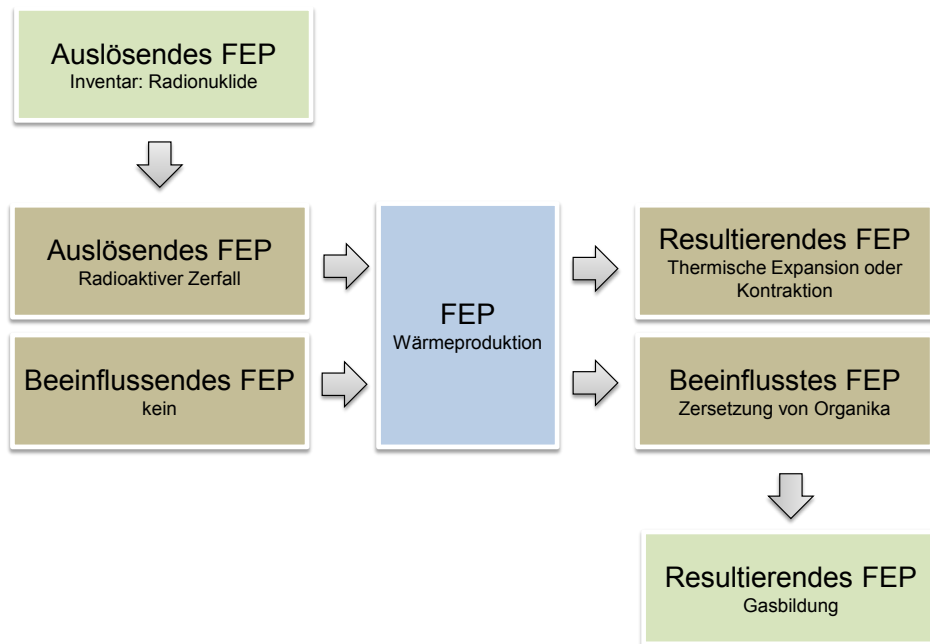 Auslösendes FEP
Inventar: Radionuklide
Auslösendes FEP
Radioaktiver Zerfall
Beeinflussendes FEP
kein
FEP
Wärmeproduktion
Resultierendes FEP
Thermische Expansion oder
Kontraktion
Beeinflusstes FEP
Zersetzung von Organika
Resultierendes FEP
Gasbildung